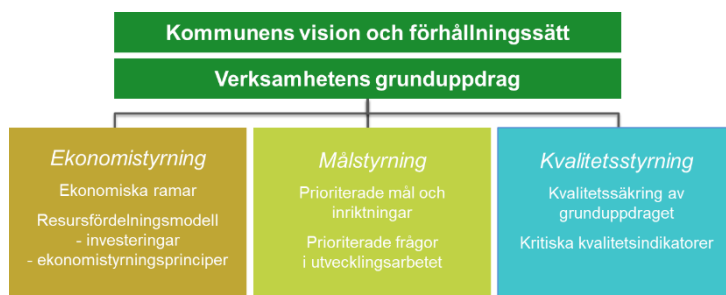 Kommunens vision och förhållningssätt
Verksamhetens grunduppdrag
Ekonomistyrning
Ekonomiska ramar
Resursfördelningsmodell
- investeringar
- ekonomistyrningsprinciper
Målstyrning
Prioriterade mål och
inriktningar
Prioriterade frågor
i utvecklingsarbetet
Kvalitetsstyrning
Kvalitetssäkring av
grunduppdraget
Kritiska kvalitetsindikatorer